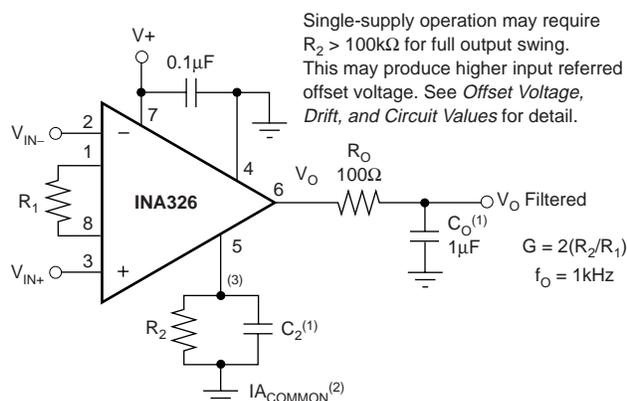 Single-supply operation may require
R2 > 100kΩ for full output swing.
This may produce higher input referred
offset voltage. See Offset Voltage,
Drift, and Circuit Values for detail.
V+
0.1µF
7
VIN−
2
−
1
4
R1
INA326
VO
6
RO
100Ω
VO Filtered
8
5
CO(1)
1µF
G = 2(R2/R1)
fO = 1kHz
VIN+
3
+
(3)
R2
C2(1)
IACOMMON(2)